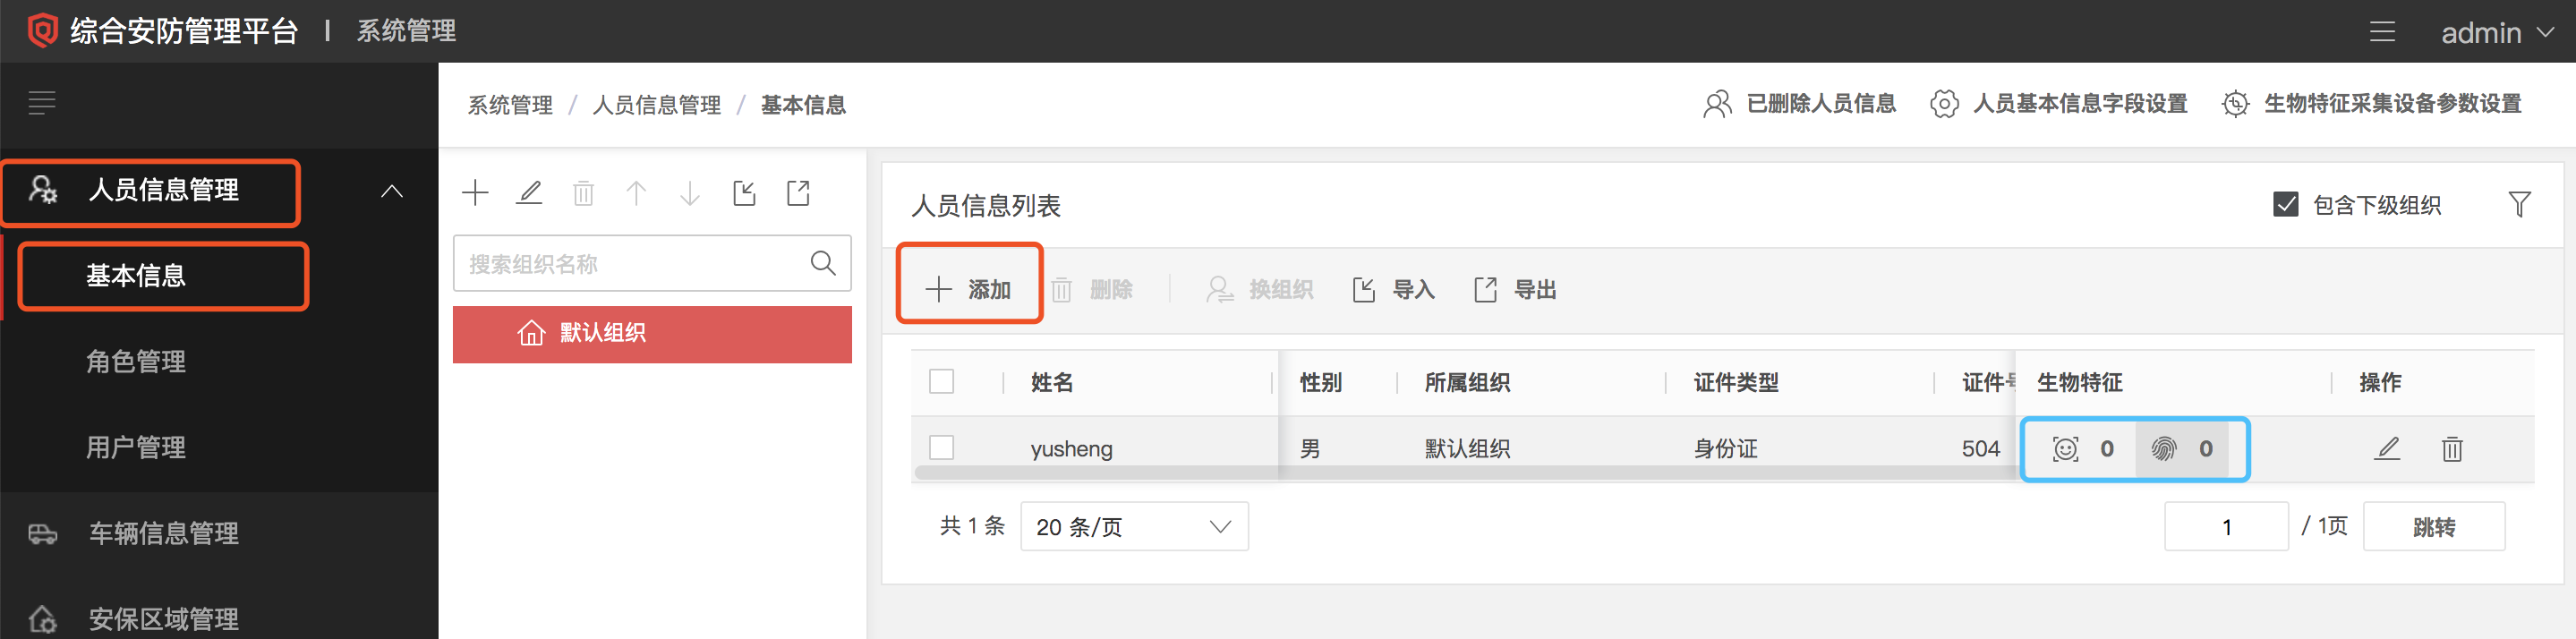 综合安防管理平台 | 系统管理
admin
系统管理 / 人员信息管理 / 基本信息
已删除人员信息
人员基本信息字段设置
生物特征采集设备参数设置
人员信息管理
基本信息
角色管理
用户管理
车辆信息管理
安保区域管理
搜索组织名称
默认组织
人员信息列表
包含下级组织
添加
删除
换组织
导入
导出
姓名 性别 所属组织 证件类型 证件 生物特征 操作
yusheng 男 默认组织 身份证 504 0 0
共 1 条
20 条/页
1 / 1页
跳转